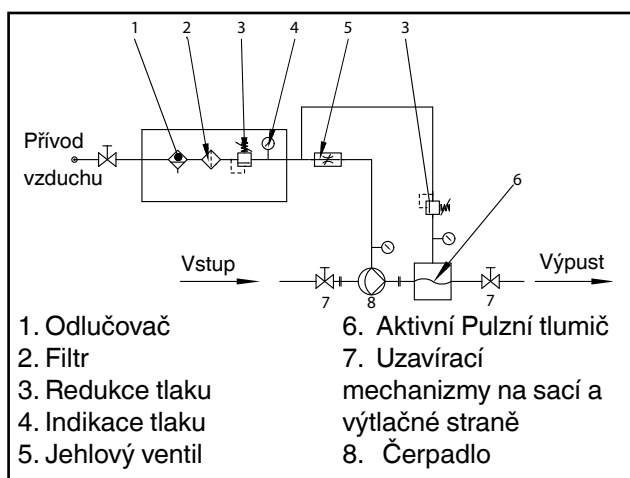 1 2 3 4 5 3
Přívod
vzduchu
6
Vstup
Výpust
7 8 7
1. Odlučovač
2. Filtr
3. Redukce tlaku
4. Indikace tlaku
5. Jehlový ventil
6. Aktivní Pulzní tlumič
7. Uzavírací
mechanizmy na sací a
výtlačné straně
8. Čerpadlo